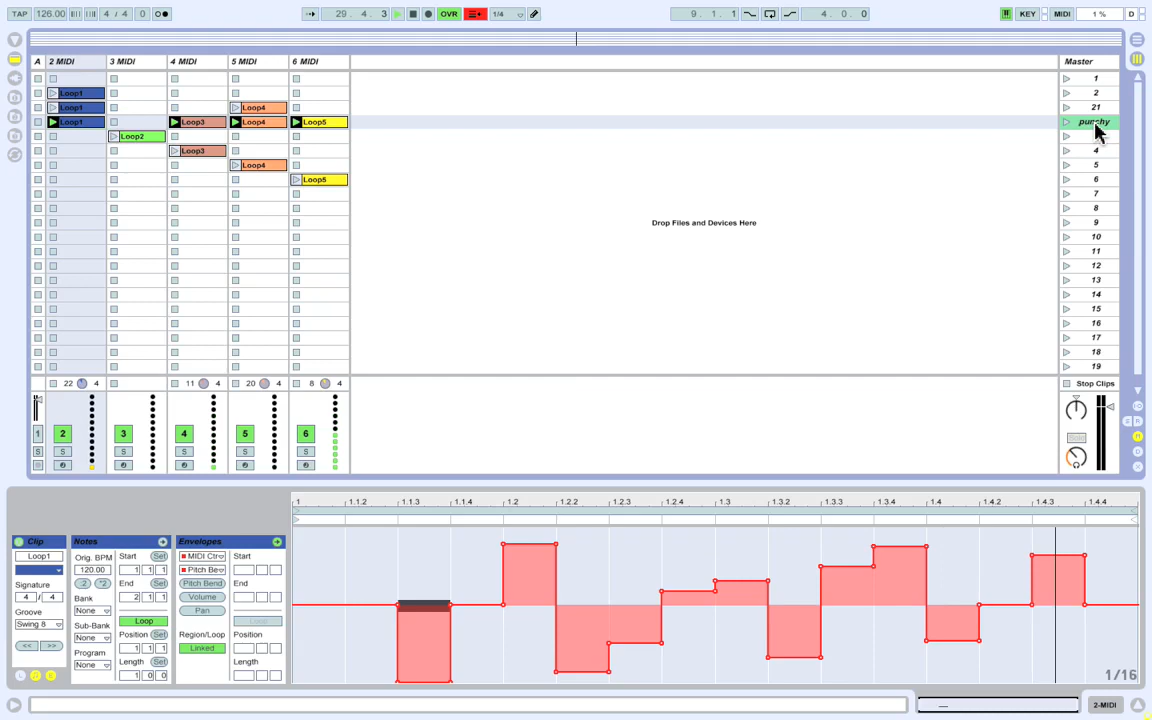 TAP 126.00 4 / 4 0 29. 4. 3 OVR 1/4 9. 1. 1 4. 0. 0 KEY MIDI 1 % D
A 2 MIDI 3 MIDI 4 MIDI 5 MIDI 6 MIDI Master
1
Loop1 2
Loop1 Loop4 21
Loop1 Loop3 Loop4 Loop5 punchy
Loop2
Loop3 4
Loop4 5
Loop5 6
7
8
Drop Files and Devices Here 9
10
11
12
13
14
15
16
17
18
19
22 4 11 4 20 4 8 4 Stop Clips
1 2 3 4 5 6
S S S S S S Solo
1 1.1.2 1.1.3 1.1.4 1.2 1.2.2 1.2.3 1.2.4 1.3 1.3.2 1.3.3 1.3.4 1.4 1.4.2 1.4.3 1.4.4
Clip Notes Envelopes
Loop1 Orig. BPM Start Set MIDI Ctr Start
120.00 1 1 1 Pitch Be
Signature :2 *2 End Set Pitch Bend End
4 / 4 Bank 2 1 1 Volume
Groove None Loop Pan Loop
Swing 8 Sub-Bank Position Set Region/Loop Position
<< >> None 1 1 1 Linked
Program Length Set Length
None 1 0 0
L E
1/16
2-MIDI